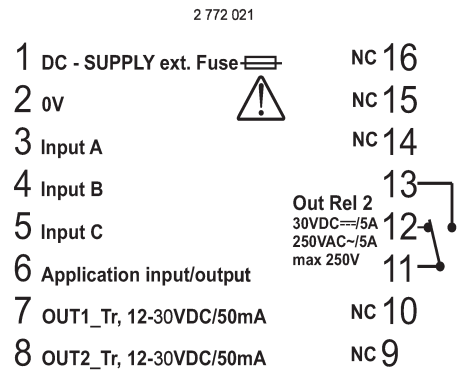 2 772 021
1 DC - SUPPLY ext. Fuse
2 0V
3 Input A
4 Input B
5 Input C
6 Application input/output
7 OUT1_Tr, 12-30VDC/50mA
8 OUT2_Tr, 12-30VDC/50mA
NC 16
NC 15
NC 14
13
Out Rel 2
30VDC⎓/5A 12
250VAC~/5A
max 250V 11
NC 10
NC 9